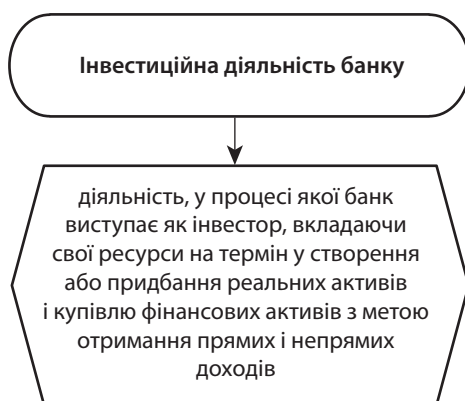 Інвестиційна діяльність банку
діяльність, у процесі якої банк
виступає як інвестор, вкладаючи
свої ресурси на термін у створення
або придбання реальних активів
і купівлю фінансових активів з метою
отримання прямих і непрямих
доходів